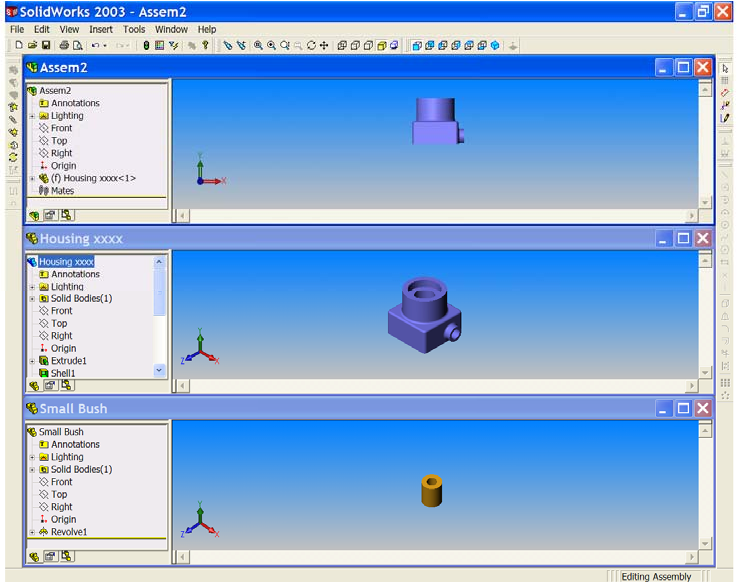 SolidWorks 2003 - Assem2
File Edit View Insert Tools Window Help
Assem2
Assem2
Annotations
Lighting
Front
Top
Right
Origin
(f) Housing xxxx<1>
Mates
Y
X
Housing xxxx
Housing xxxx
Annotations
Lighting
Solid Bodies(1)
Front
Top
Right
Origin
Extrude1
Shell1
Y
Z X
Small Bush
Small Bush
Annotations
Lighting
Solid Bodies(1)
Front
Top
Right
Origin
Revolve1
Y
Z X
Editing Assembly